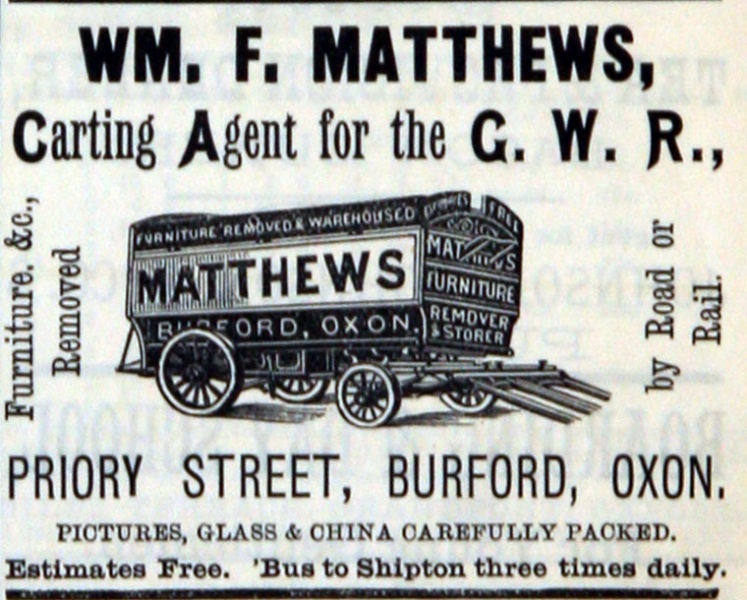 WM. F. MATTHEWS,
Carting Agent for the G. W. R.,
Furniture. &c.,
Removed
FURNITURE REMOVED & WAREHOUSED
MATTHEWS
BURFORD, OXON.
FREE
MATTHEWS
FURNITURE
REMOVER
& STORER
by Road or
Rail.
PRIORY STREET, BURFORD, OXON.
PICTURES, GLASS & CHINA CAREFULLY PACKED.
Estimates Free. 'Bus to Shipton three times daily.